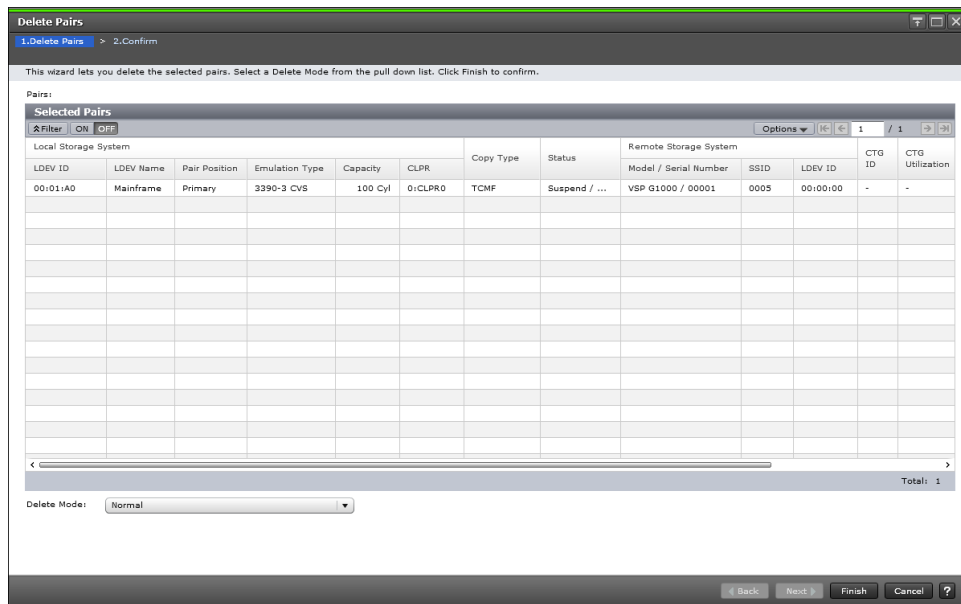 Delete Pairs
1.Delete Pairs > 2.Confirm
This wizard lets you delete the selected pairs. Select a Delete Mode from the pull down list. Click Finish to confirm.
Pairs:
Selected Pairs
Filter ON OFF Options 1 / 1
Local Storage System Copy Type Status Remote Storage System CTG ID CTG Utilization
LDEV ID LDEV Name Pair Position Emulation Type Capacity CLPR Model / Serial Number SSID LDEV ID
00:01:A0 Mainframe Primary 3390-3 CVS 100 Cyl 0:CLPR0 TCMF Suspend / ... VSP G1000 / 00001 0005 00:00:00 - -
Total: 1
Delete Mode: Normal
Back Next Finish Cancel ?